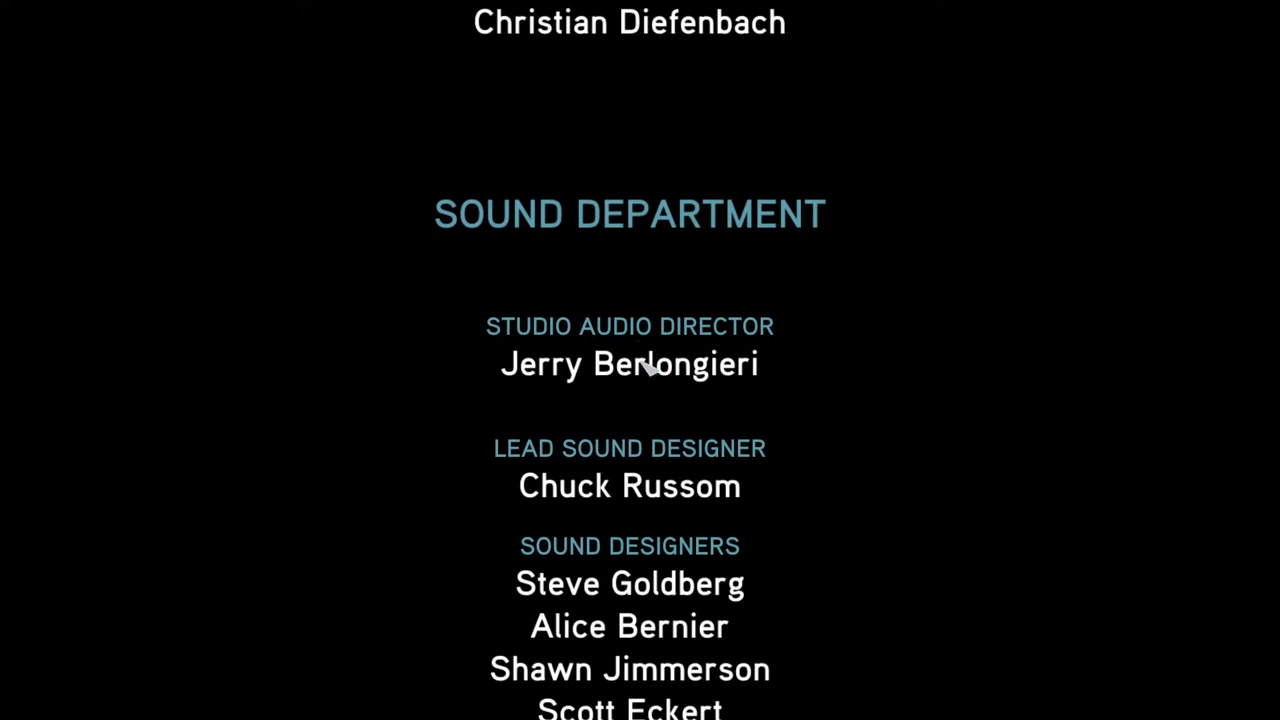 Christian Diefenbach
SOUND DEPARTMENT
STUDIO AUDIO DIRECTOR
Jerry Berlongieri
LEAD SOUND DESIGNER
Chuck Russom
SOUND DESIGNERS
Steve Goldberg
Alice Bernier
Shawn Jimmerson
Scott Eckert